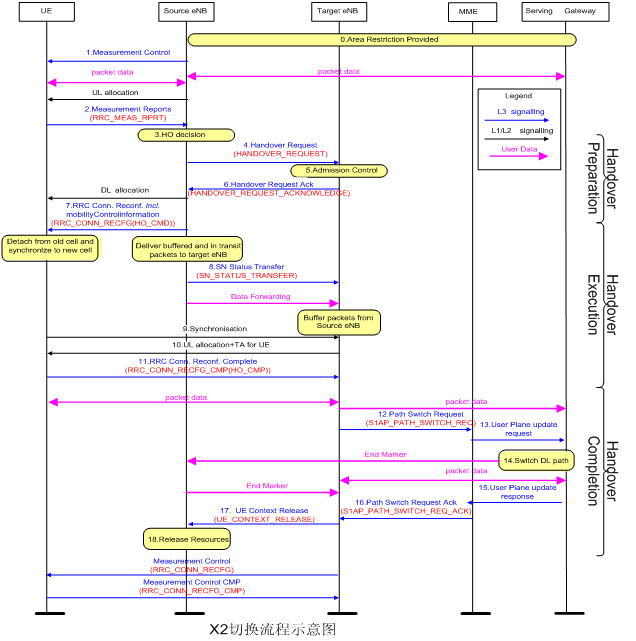 UE
Source eNB
Target eNB
MME
Serving Gateway
0.Area Restriction Provided
1.Measurement Control
packet data
packet data
UL allocation
Legend
L3 signalling
L1/L2 signalling
User Data
2.Measurement Reports
(RRC_MEAS_RPRT)
3.HO decision
4.Handover Request
(HANDOVER_REQUEST)
5.Admission Control
6.Handover Request Ack
(HANDOVER_REQUEST_ACKNOWLEDGE)
DL allocation
Handover
Preparation
7.RRC Conn. Reconf. incl.
mobilityControlInformation
(RRC_CONN_RECFG(HO_CMD))
Detach from old cell and
synchronize to new cell
Deliver buffered and in transit
packets to target eNB
8.SN Status Transfer
(SN_STATUS_TRANSFER)
Data Forwarding
Buffer packets from
Source eNB
Handover
Execution
9.Synchronisation
10.UL allocation+TA for UE
11.RRC Conn. Reconf. Complete
(RRC_CONN_RECFG_CMP(HO_CMP))
packet data
packet data
12.Path Switch Request
(S1AP_PATH_SWITCH_REQ)
13.User Plane update
request
End Marker
14.Switch DL path
packet data
End Marker
15.User Plane update
response
16.Path Switch Request Ack
(S1AP_PATH_SWITCH_REQ_ACK)
17. UE Context Release
(UE_CONTEXT_RELEASE)
18.Release Resources
Handover
Completion
Measurement Control
(RRC_CONN_RECFG)
Measurement Control CMP
(RRC_CONN_RECFG_CMP)
X2切换流程示意图